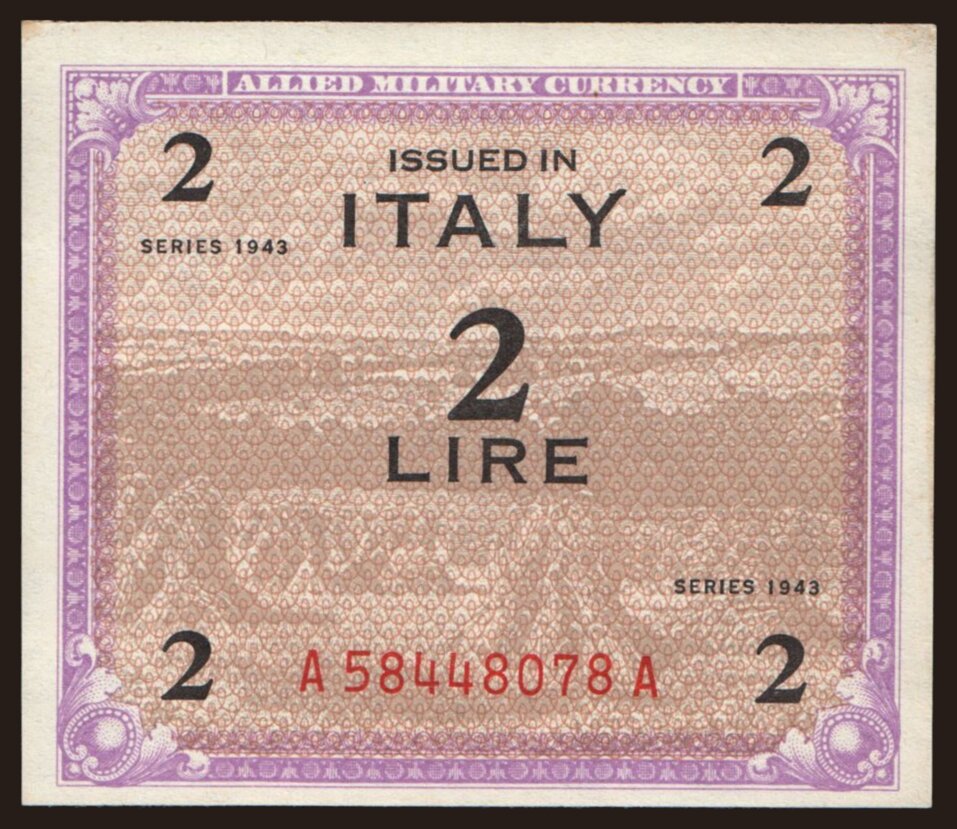 ALLIED MILITARY CURRENCY
2 ISSUED IN 2
ITALY
SERIES 1943
2
LIRE
SERIES 1943
2 A 58448078 A 2